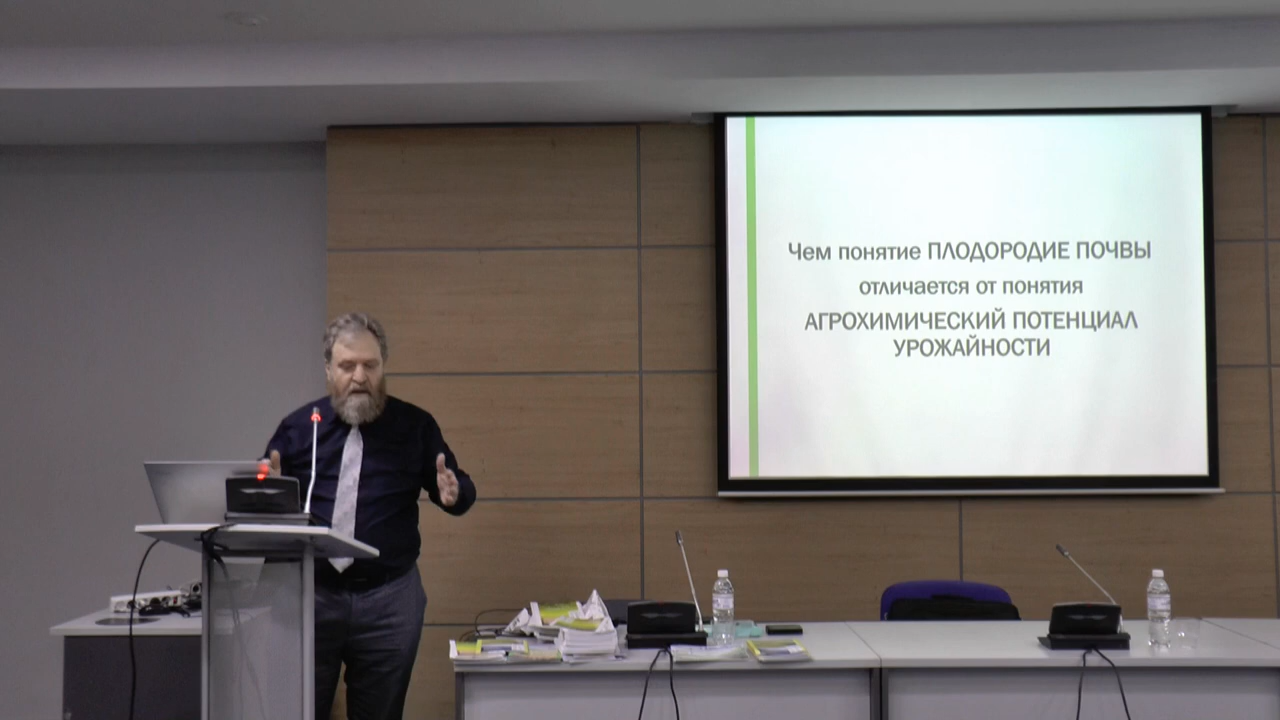 Чем понятие ПЛОДОРОДИЕ ПОЧВЫ
отличается от понятия
АГРОХИМИЧЕСКИЙ ПОТЕНЦИАЛ
УРОЖАЙНОСТИ